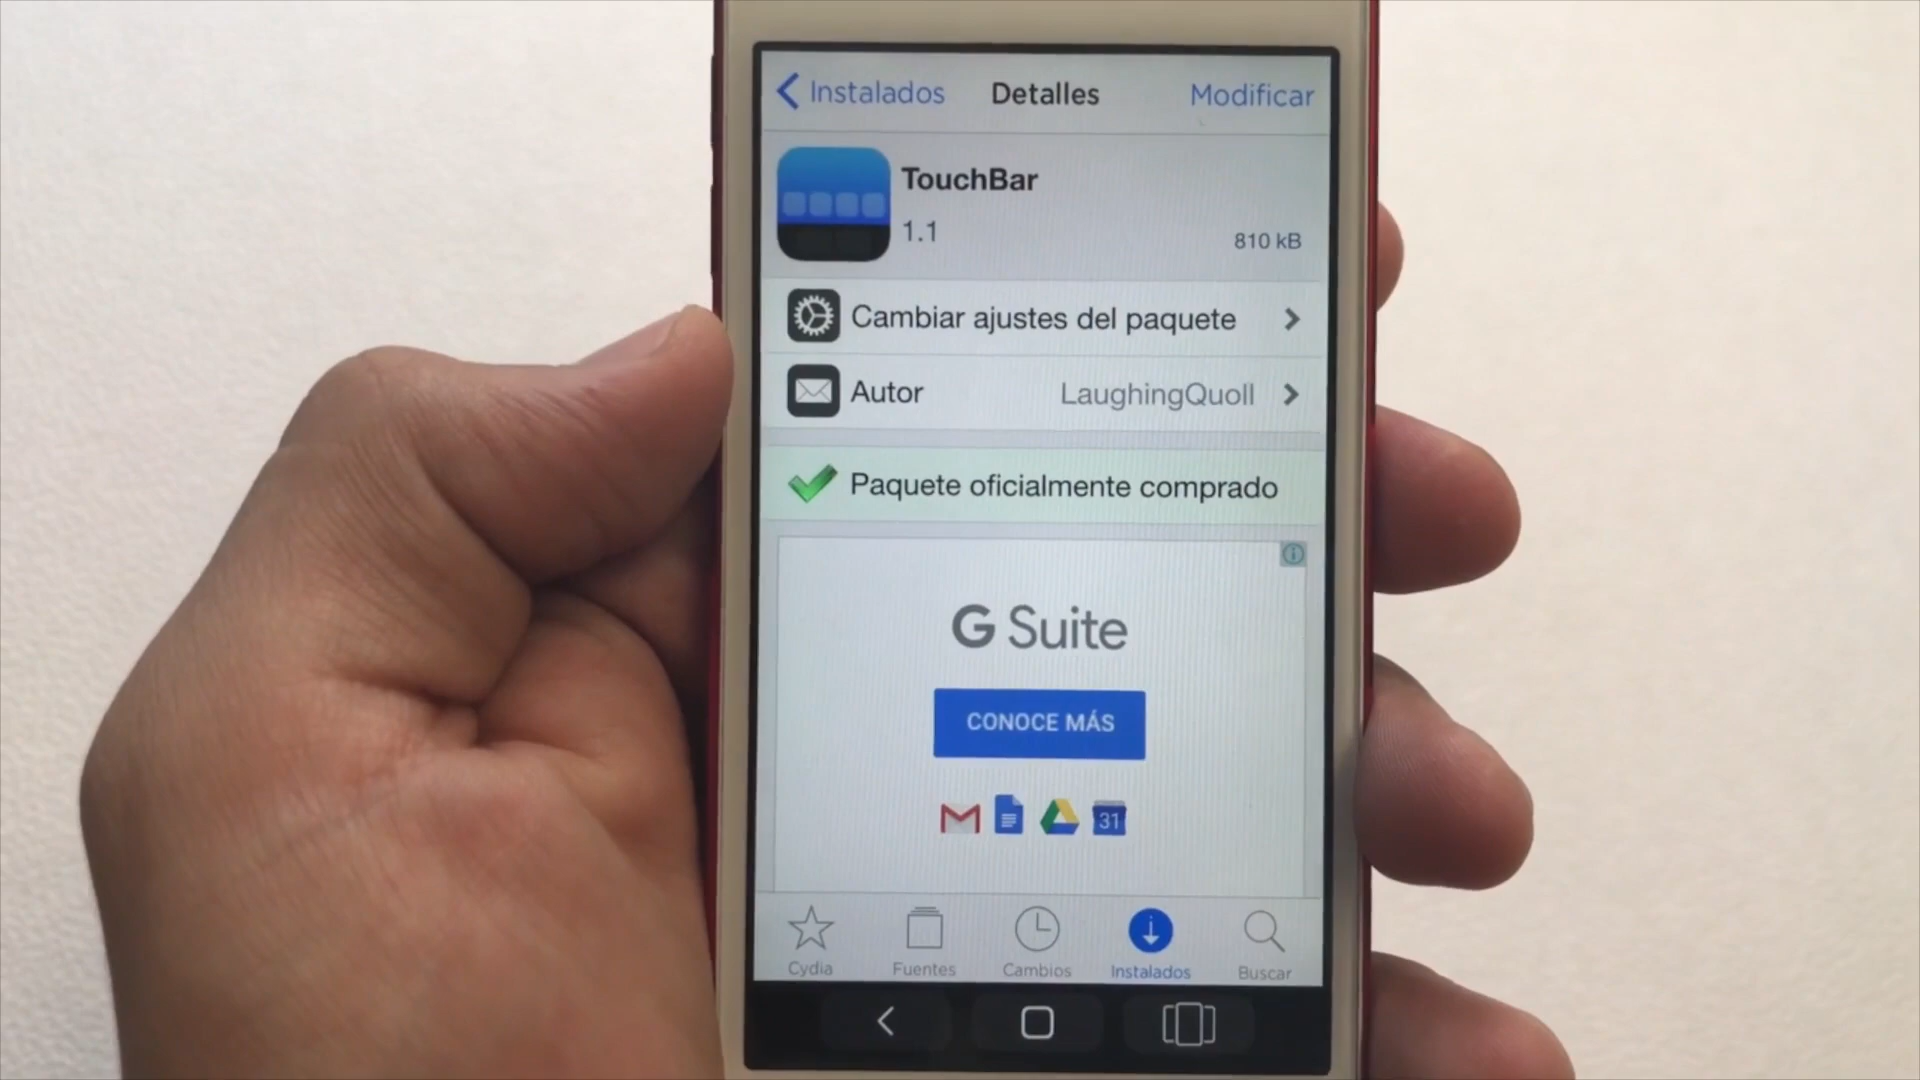 Instalados Detalles Modificar
TouchBar
1.1
810 kB
Cambiar ajustes del paquete
Autor LaughingQuoll
Paquete oficialmente comprado
G Suite
CONOCE MÁS
31
Cydia Fuentes Cambios Instalados Buscar